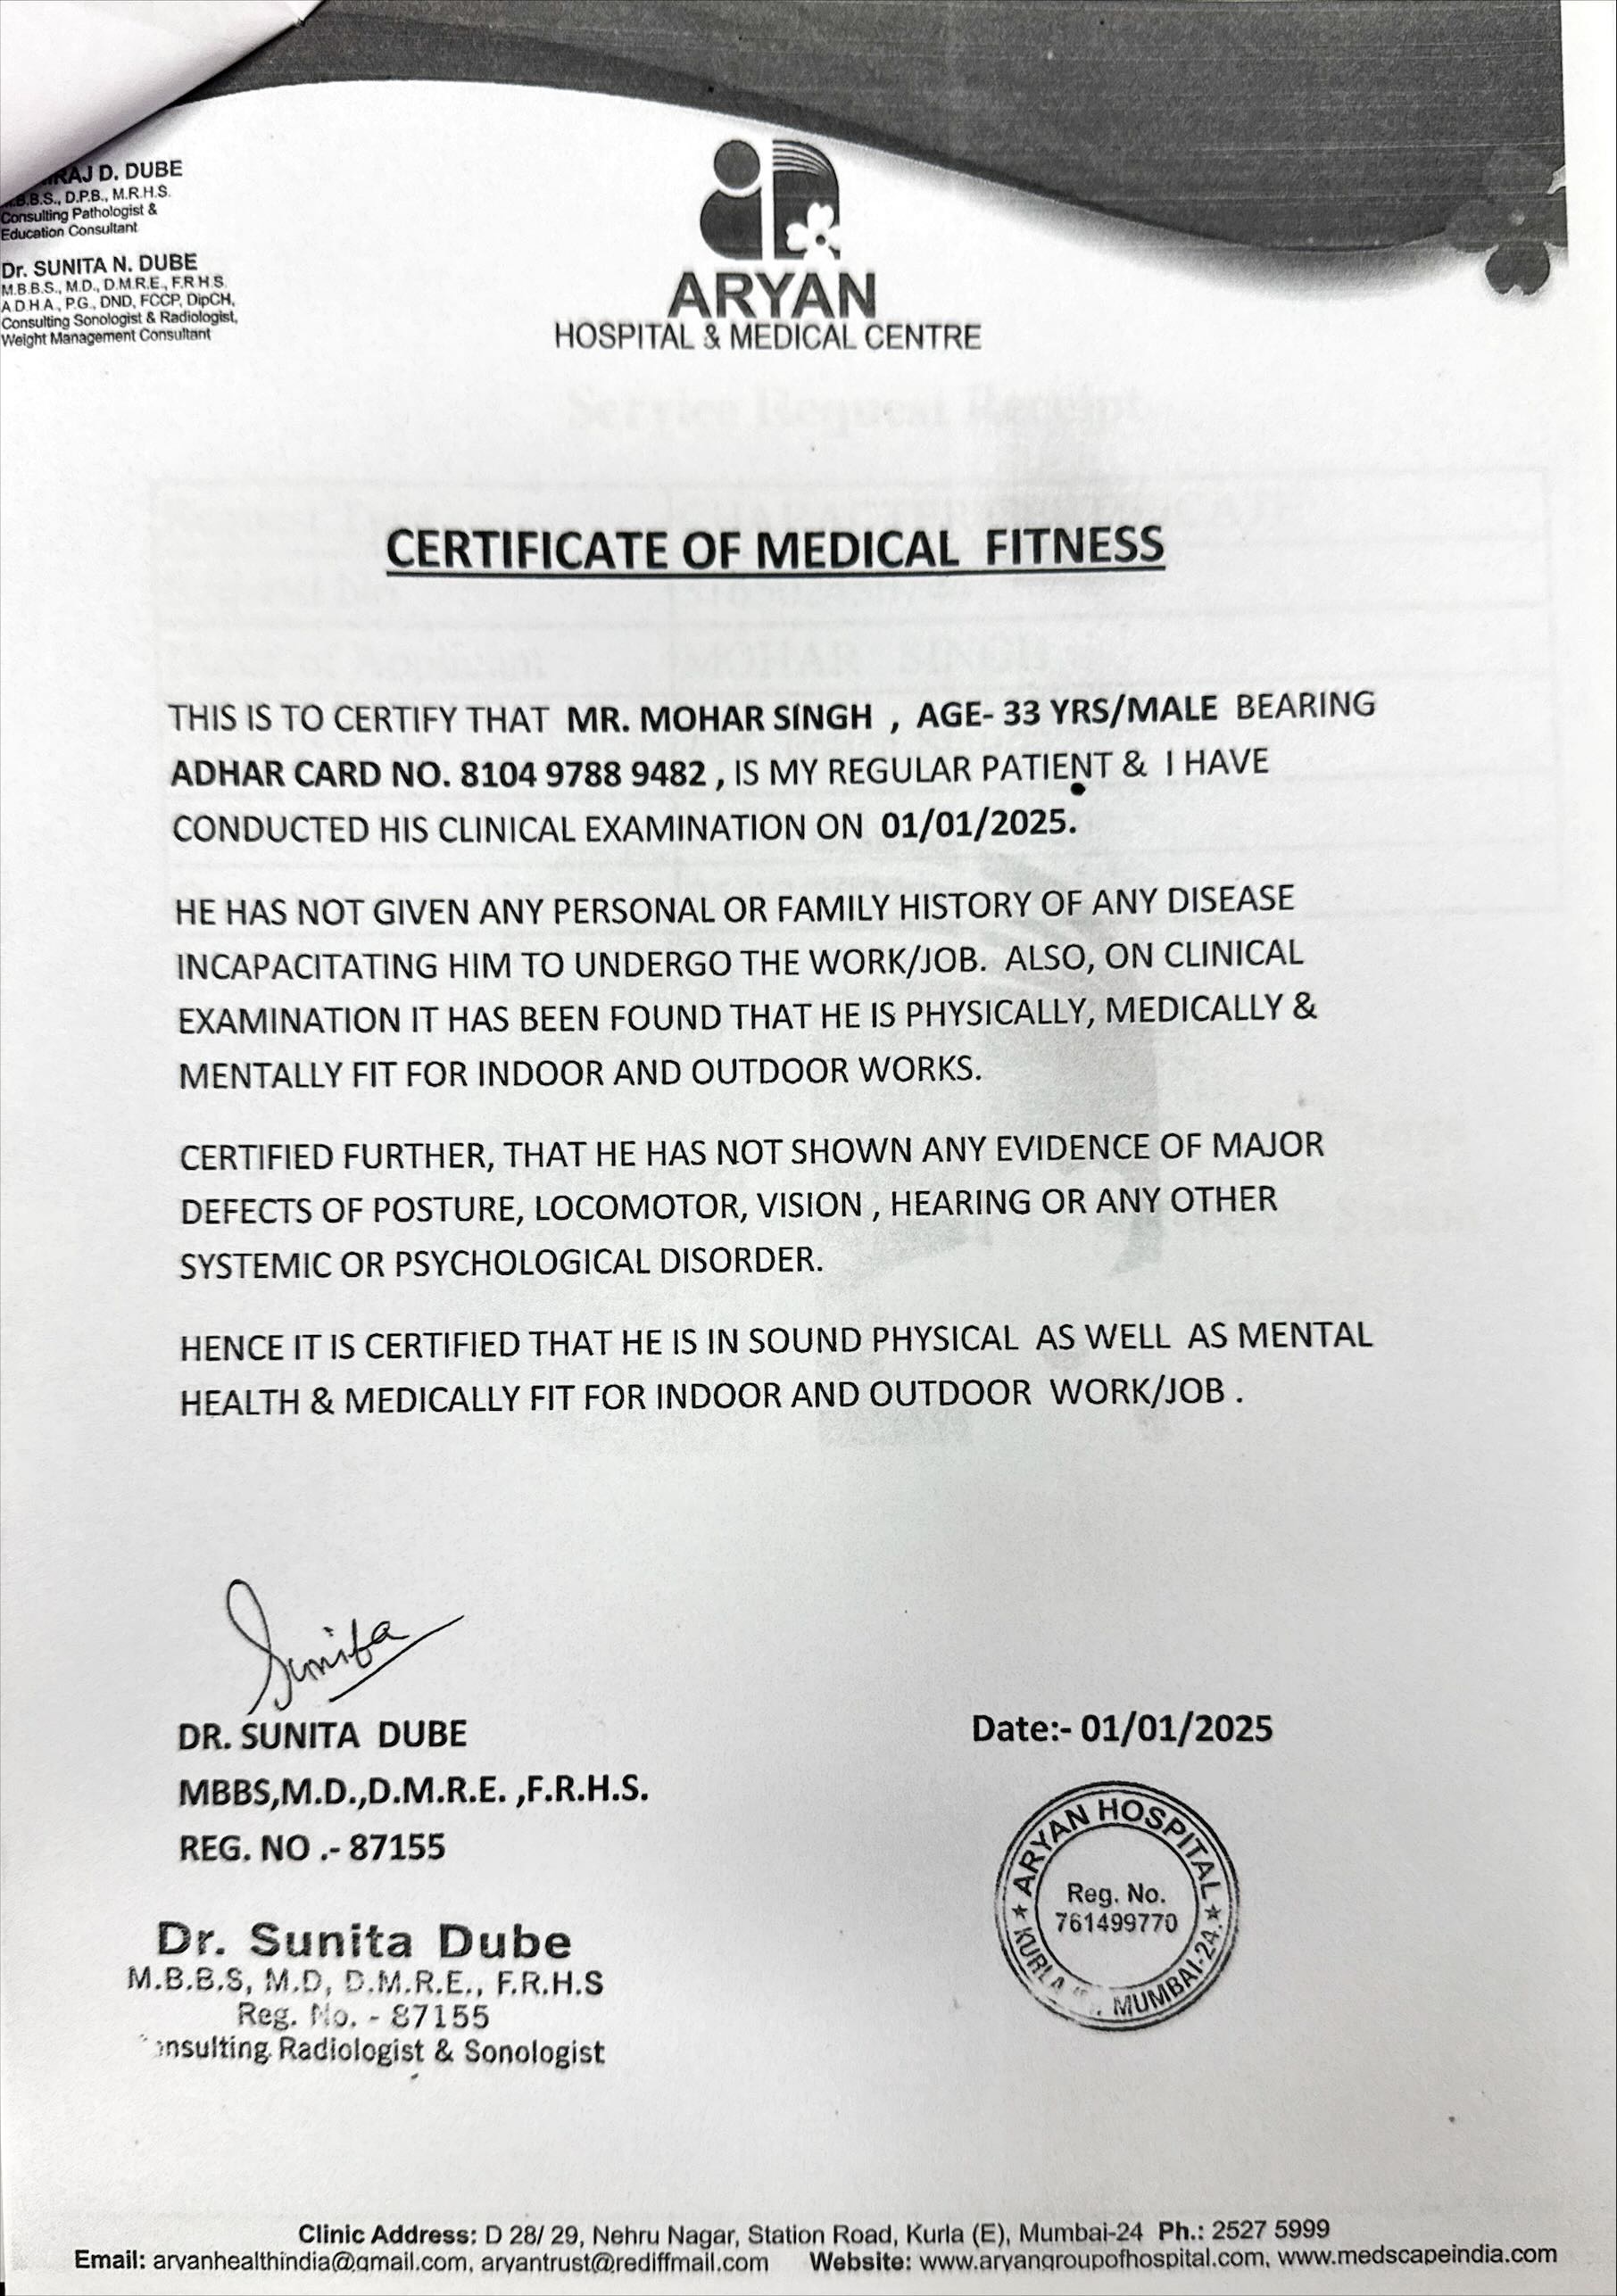 RAJ D. DUBE
B.B.S., D.P.B., M.R.H.S.
Consulting Pathologist &
Education Consultant
Dr. SUNITA N. DUBE
M.B.B.S., M.D., D.M.R.E., F.R.H.S.
A.D.H.A., P.G., DND, FCCP, DipCH,
Consulting Sonologist & Radiologist,
Weight Management Consultant
ARYAN
HOSPITAL & MEDICAL CENTRE
Service Request Receipt
CERTIFICATE OF MEDICAL FITNESS
MOHAR SINGH
THIS IS TO CERTIFY THAT MR. MOHAR SINGH , AGE- 33 YRS/MALE BEARING
ADHAR CARD NO. 8104 9788 9482 , IS MY REGULAR PATIENT & I HAVE
CONDUCTED HIS CLINICAL EXAMINATION ON 01/01/2025.
HE HAS NOT GIVEN ANY PERSONAL OR FAMILY HISTORY OF ANY DISEASE
INCAPACITATING HIM TO UNDERGO THE WORK/JOB. ALSO, ON CLINICAL
EXAMINATION IT HAS BEEN FOUND THAT HE IS PHYSICALLY, MEDICALLY &
MENTALLY FIT FOR INDOOR AND OUTDOOR WORKS.
CERTIFIED FURTHER, THAT HE HAS NOT SHOWN ANY EVIDENCE OF MAJOR
DEFECTS OF POSTURE, LOCOMOTOR, VISION , HEARING OR ANY OTHER
SYSTEMIC OR PSYCHOLOGICAL DISORDER.
HENCE IT IS CERTIFIED THAT HE IS IN SOUND PHYSICAL AS WELL AS MENTAL
HEALTH & MEDICALLY FIT FOR INDOOR AND OUTDOOR WORK/JOB .
Sunita
DR. SUNITA DUBE
MBBS,M.D.,D.M.R.E. ,F.R.H.S.
REG. NO .- 87155
Date:- 01/01/2025
ARYAN HOSPITAL
Reg. No.
761499770
KURLA MUMBAI-24.
Dr. Sunita Dube
M.B.B.S, M.D, D.M.R.E., F.R.H.S
Reg. No. - 87155
onsulting Radiologist & Sonologist
Clinic Address: D 28/ 29, Nehru Nagar, Station Road, Kurla (E), Mumbai-24 Ph.: 2527 5999
Email: aryanhealthindia@gmail.com, aryantrust@rediffmail.com Website: www.aryangroupofhospital.com, www.medscapeindia.com